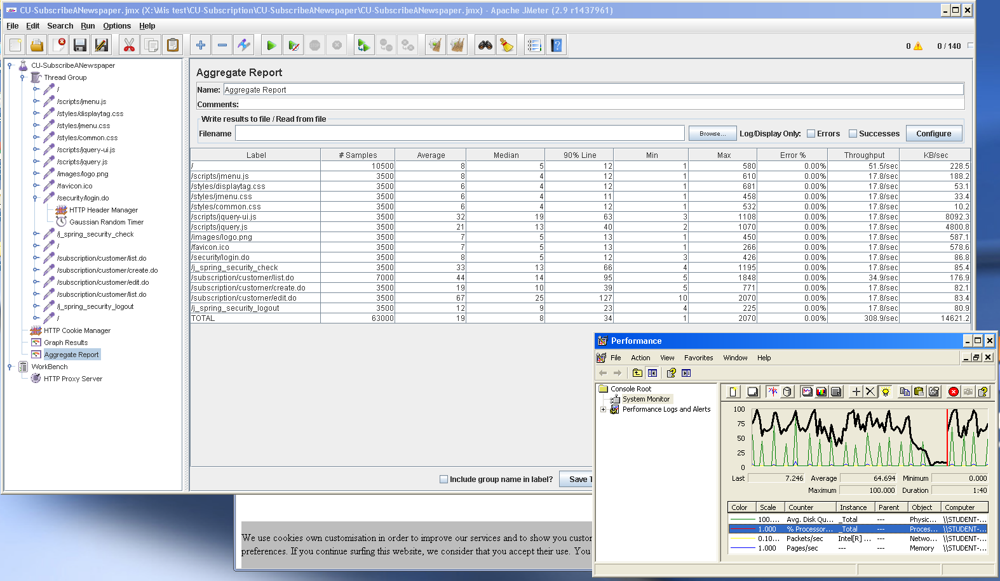 CU-SubscribeANewspaper.jmx (X:\Mis test\CU-Subscription\CU-SubscribeANewspaper\CU-SubscribeANewspaper.jmx) - Apache JMeter (2.9 r1437961)
File Edit Search Run Options Help
0 0 / 140
CU-SubscribeANewspaper
Thread Group
/
/scripts/jmenu.js
/styles/displaytag.css
/styles/jmenu.css
/styles/common.css
/scripts/jquery-ui.js
/scripts/jquery.js
/images/logo.png
/favicon.ico
/security/login.do
HTTP Header Manager
Gaussian Random Timer
/j_spring_security_check
/
/subscription/customer/list.do
/subscription/customer/create.do
/subscription/customer/edit.do
/subscription/customer/list.do
/j_spring_security_logout
/
HTTP Cookie Manager
Graph Results
Aggregate Report
WorkBench
HTTP Proxy Server
Aggregate Report
Name: Aggregate Report
Comments:
Write results to file / Read from file
Filename Browse... Log/Display Only: Errors Successes Configure
Label # Samples Average Median 90% Line Min Max Error % Throughput KB/sec
/ 10500 8 5 12 1 580 0.00% 51.5/sec 228.5
/scripts/jmenu.js 3500 8 4 12 1 610 0.00% 17.8/sec 188.2
/styles/displaytag.css 3500 6 4 12 1 681 0.00% 17.8/sec 53.1
/styles/jmenu.css 3500 6 4 11 1 458 0.00% 17.8/sec 33.4
/styles/common.css 3500 6 4 12 1 532 0.00% 17.8/sec 10.2
/scripts/jquery-ui.js 3500 32 19 63 3 1108 0.00% 17.8/sec 8092.3
/scripts/jquery.js 3500 21 13 40 2 1070 0.00% 17.8/sec 4800.8
/images/logo.png 3500 7 5 13 1 450 0.00% 17.8/sec 587.1
/favicon.ico 3500 7 5 13 1 266 0.00% 17.8/sec 578.6
/security/login.do 3500 8 5 12 3 426 0.00% 17.8/sec 86.8
/j_spring_security_check 3500 33 13 66 4 1195 0.00% 17.8/sec 85.4
/subscription/customer/list.do 7000 44 14 95 5 1848 0.00% 34.9/sec 176.9
/subscription/customer/create.do 3500 19 10 39 5 771 0.00% 17.8/sec 82.1
/subscription/customer/edit.do 3500 67 25 127 10 2070 0.00% 17.8/sec 83.4
/j_spring_security_logout 3500 12 9 23 4 225 0.00% 17.8/sec 80.9
TOTAL 63000 19 8 34 1 2070 0.00% 308.9/sec 14621.2
Include group name in label? Save T
Performance
File Action View Favorites Window Help
Console Root
System Monitor
Performance Logs and Alerts
100
75
50
25
0
Last 7.246 Average 64.694 Minimum 0.000
Maximum 100.000 Duration 1:40
Color Scale Counter Instance Parent Object Computer
100.... Avg. Disk Qu... _Total --- Physic... \\STUDENT-...
1.000 % Processor... _Total --- Proces... \\STUDENT-...
0.10... Packets/sec Intel[R] ... --- Netwo... \\STUDENT-...
1.000 Pages/sec --- --- Memory \\STUDENT-...
We use cookies own customisation in order to improve our services and to show you custom
preferences. If you continue surfing this website, we consider that you accept their use. You